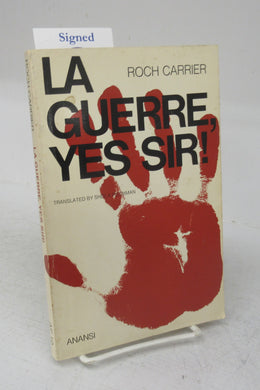 Signed
ROCH CARRIER
LA
GUERRE,
YES SIR!
TRANSLATED BY
ANANSI